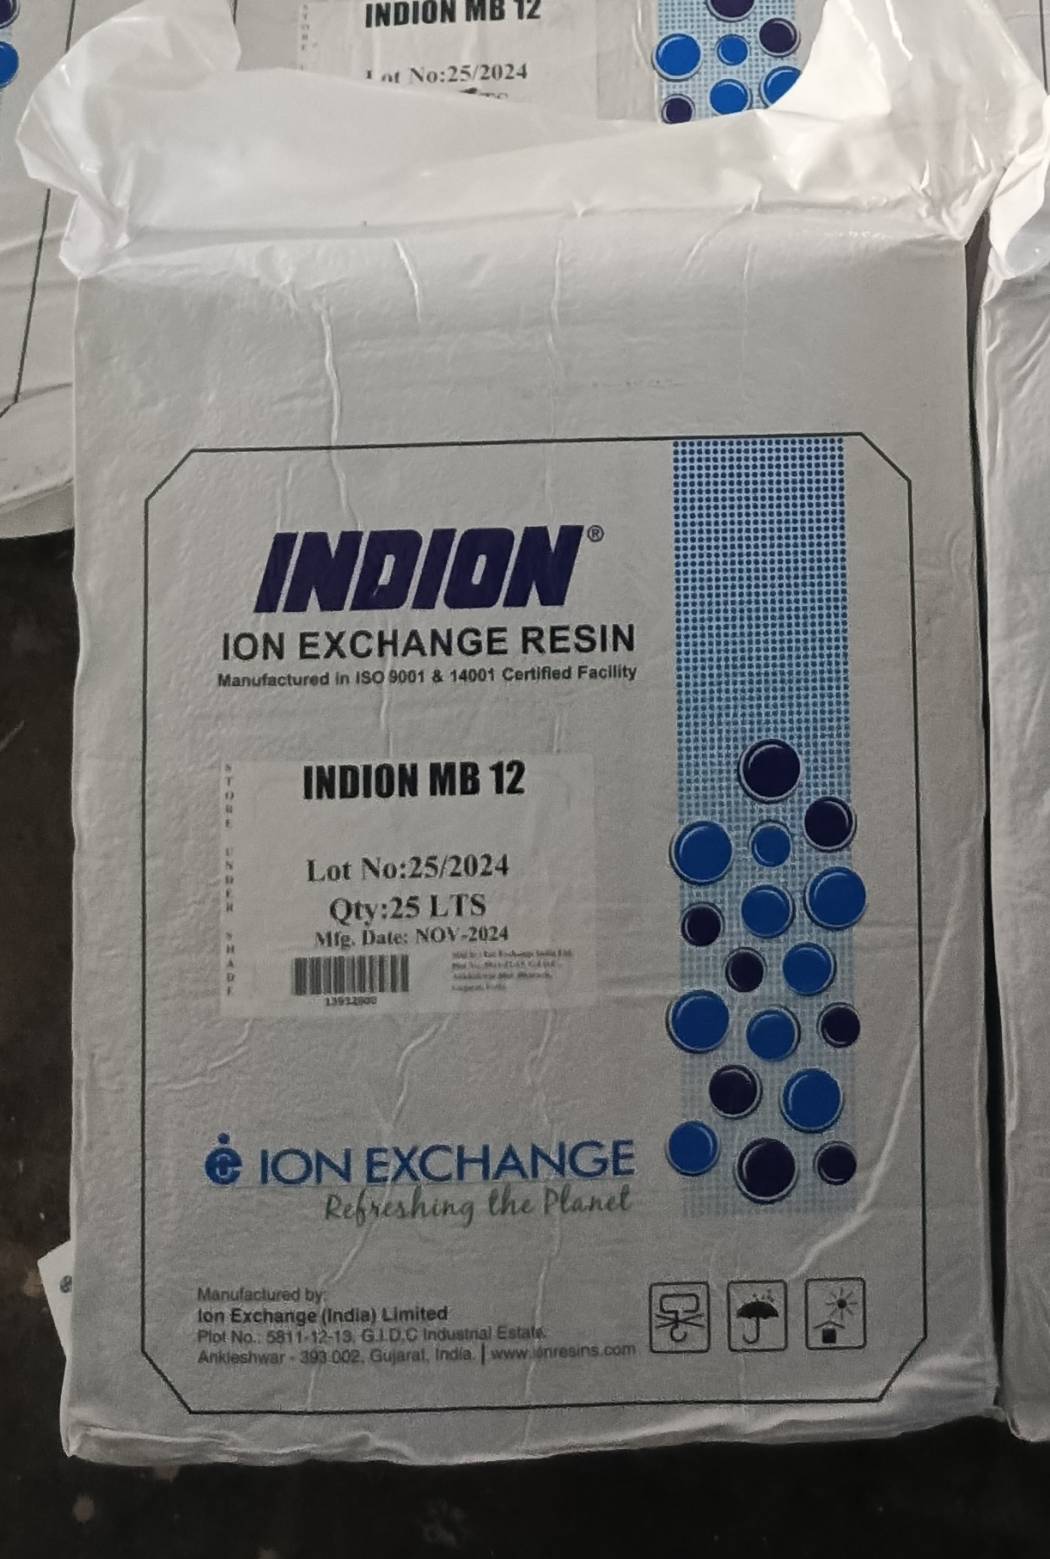 INDION MB 12
Lot No:25/2024
INDION®
ION EXCHANGE RESIN
Manufactured in ISO 9001 & 14001 Certified Facility
STORE UNDER SHADE
INDION MB 12
Lot No:25/2024
Qty:25 LTS
Mfg. Date: NOV-2024
ION EXCHANGE
Refreshing the Planet
Manufactured by:
Ion Exchange (India) Limited
Plot No.: 5811-12-13, G.I.D.C Industrial Estate,
Ankleshwar - 393 002, Gujarat, India. | www.ionresins.com